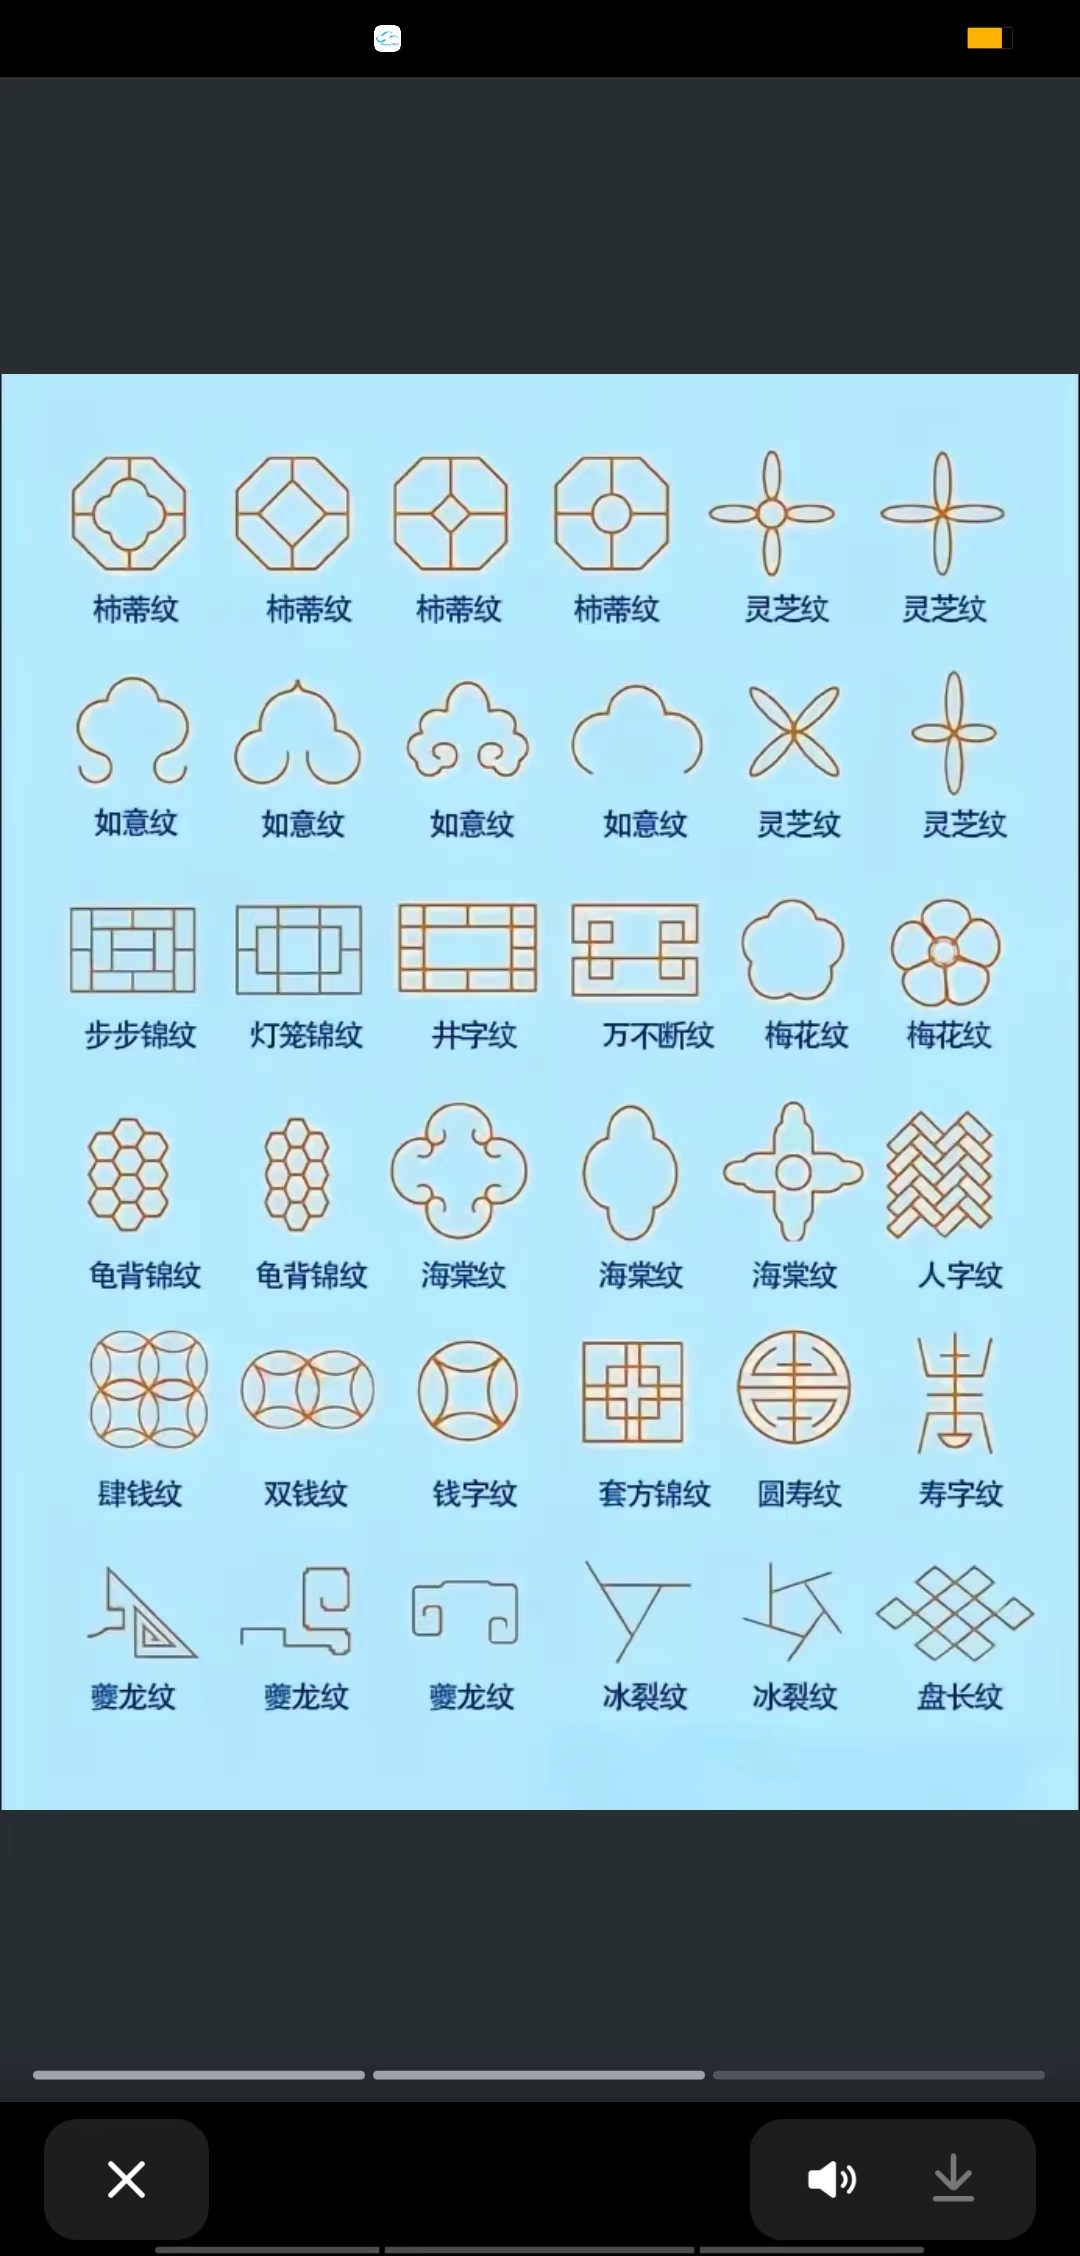 柿蒂纹 柿蒂纹 柿蒂纹 柿蒂纹 灵芝纹 灵芝纹
如意纹 如意纹 如意纹 如意纹 灵芝纹 灵芝纹
步步锦纹 灯笼锦纹 井字纹 万不断纹 梅花纹 梅花纹
龟背锦纹 龟背锦纹 海棠纹 海棠纹 海棠纹 人字纹
肆钱纹 双钱纹 钱字纹 套方锦纹 圆寿纹 寿字纹
夔龙纹 夔龙纹 夔龙纹 冰裂纹 冰裂纹 盘长纹